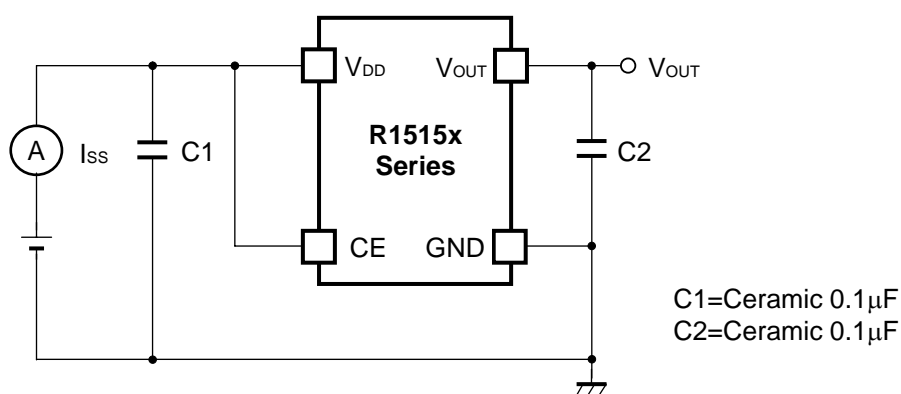 VDD VOUT VOUT
R1515x
Series
A ISS C1 C2
CE GND
C1=Ceramic 0.1μF
C2=Ceramic 0.1μF